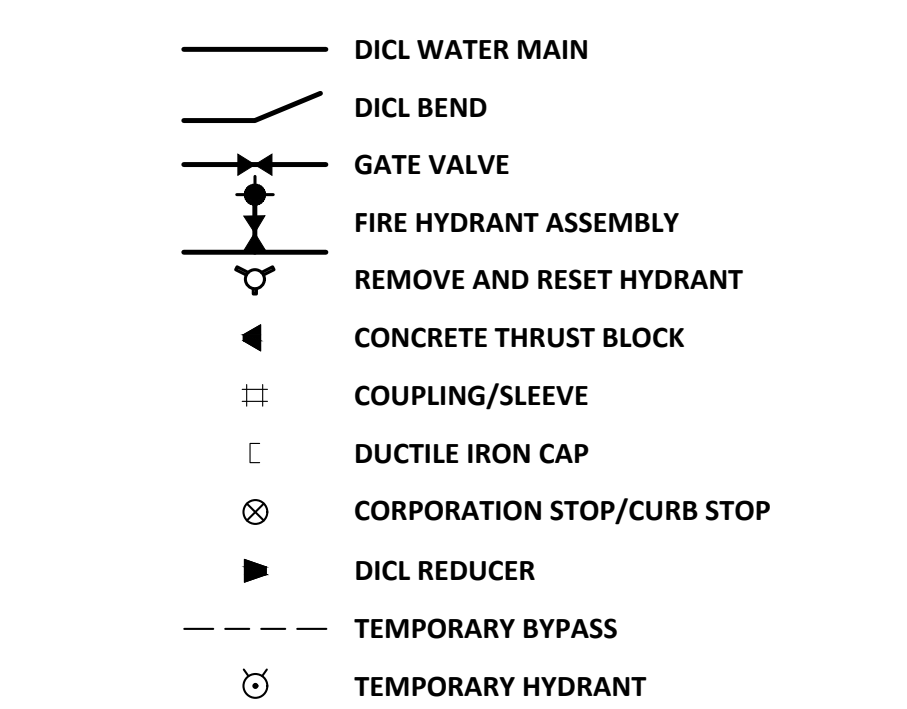 DICL WATER MAIN
DICL BEND
GATE VALVE
FIRE HYDRANT ASSEMBLY
REMOVE AND RESET HYDRANT
CONCRETE THRUST BLOCK
COUPLING/SLEEVE
DUCTILE IRON CAP
CORPORATION STOP/CURB STOP
DICL REDUCER
TEMPORARY BYPASS
TEMPORARY HYDRANT